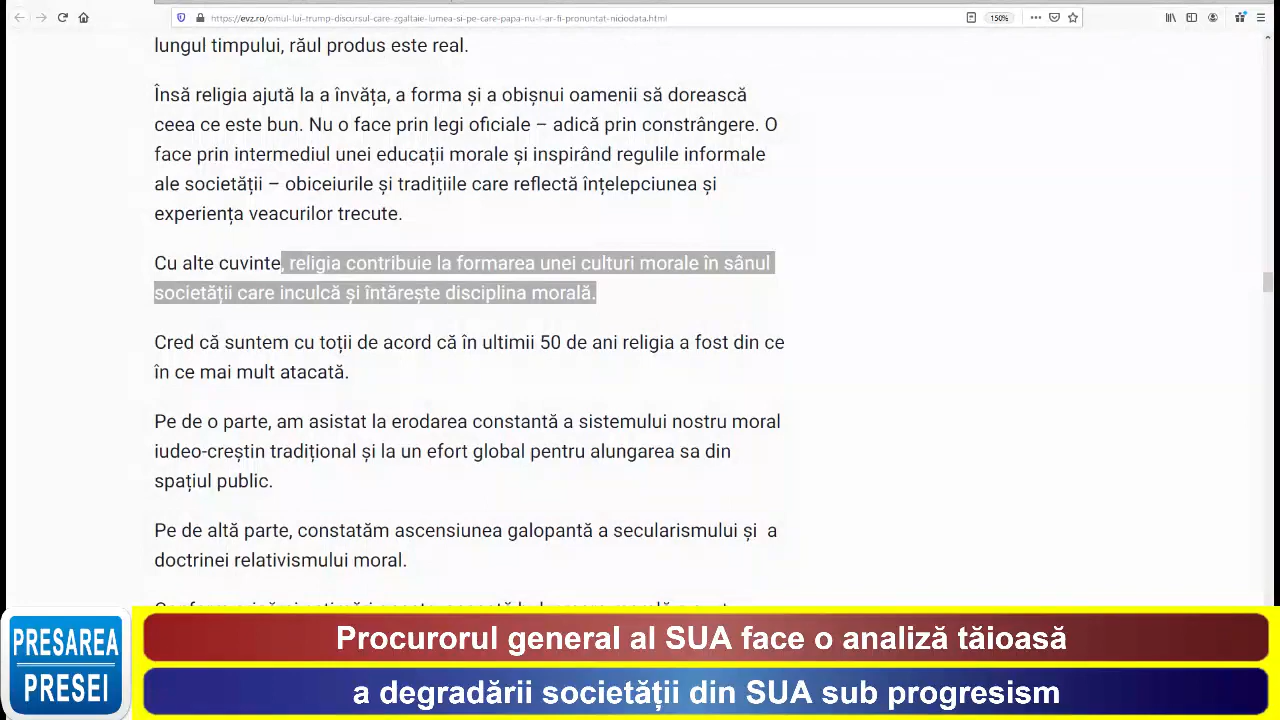 https://evz.ro/omul-lui-trump-discursul-care-zgaltaie-lumea-si-pe-care-papa-nu-l-ar-fi-pronuntat-niciodata.html
150%
lungul timpului, răul produs este real.
Însă religia ajută la a învăța, a forma și a obișnui oamenii să dorească
ceea ce este bun. Nu o face prin legi oficiale – adică prin constrângere. O
face prin intermediul unei educații morale și inspirând regulile informale
ale societății – obiceiurile și tradițiile care reflectă înțelepciunea și
experiența veacurilor trecute.
Cu alte cuvinte, religia contribuie la formarea unei culturi morale în sânul
societății care inculcă și întărește disciplina morală.
Cred că suntem cu toții de acord că în ultimii 50 de ani religia a fost din ce
în ce mai mult atacată.
Pe de o parte, am asistat la erodarea constantă a sistemului nostru moral
iudeo-creștin tradițional și la un efort global pentru alungarea sa din
spațiul public.
Pe de altă parte, constatăm ascensiunea galopantă a secularismului și  a
doctrinei relativismului moral.
PRESAREA
PRESEI
Procurorul general al SUA face o analiză tăioasă
a degradării societății din SUA sub progresism